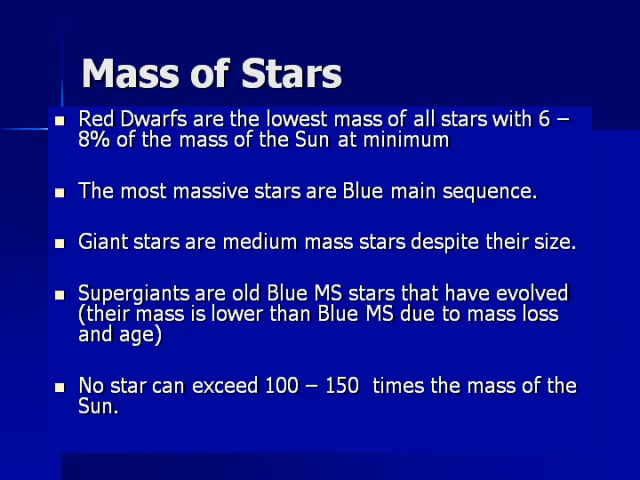 Mass of Stars
Red Dwarfs are the lowest mass of all stars with 6 –
8% of the mass of the Sun at minimum
The most massive stars are Blue main sequence.
Giant stars are medium mass stars despite their size.
Supergiants are old Blue MS stars that have evolved
(their mass is lower than Blue MS due to mass loss
and age)
No star can exceed 100 – 150  times the mass of the
Sun.